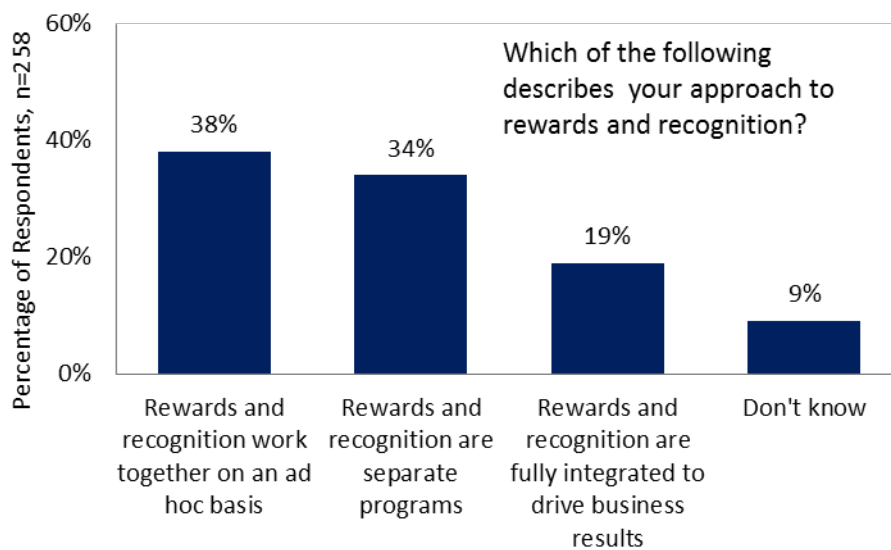 Percentage of Respondents, n=258
60%
40%
20%
0%
Which of the following
describes your approach to
rewards and recognition?
38%
34%
19%
9%
Rewards and
recognition work
together on an ad
hoc basis
Rewards and
recognition are
separate
programs
Rewards and
recognition are
fully integrated to
drive business
results
Don't know